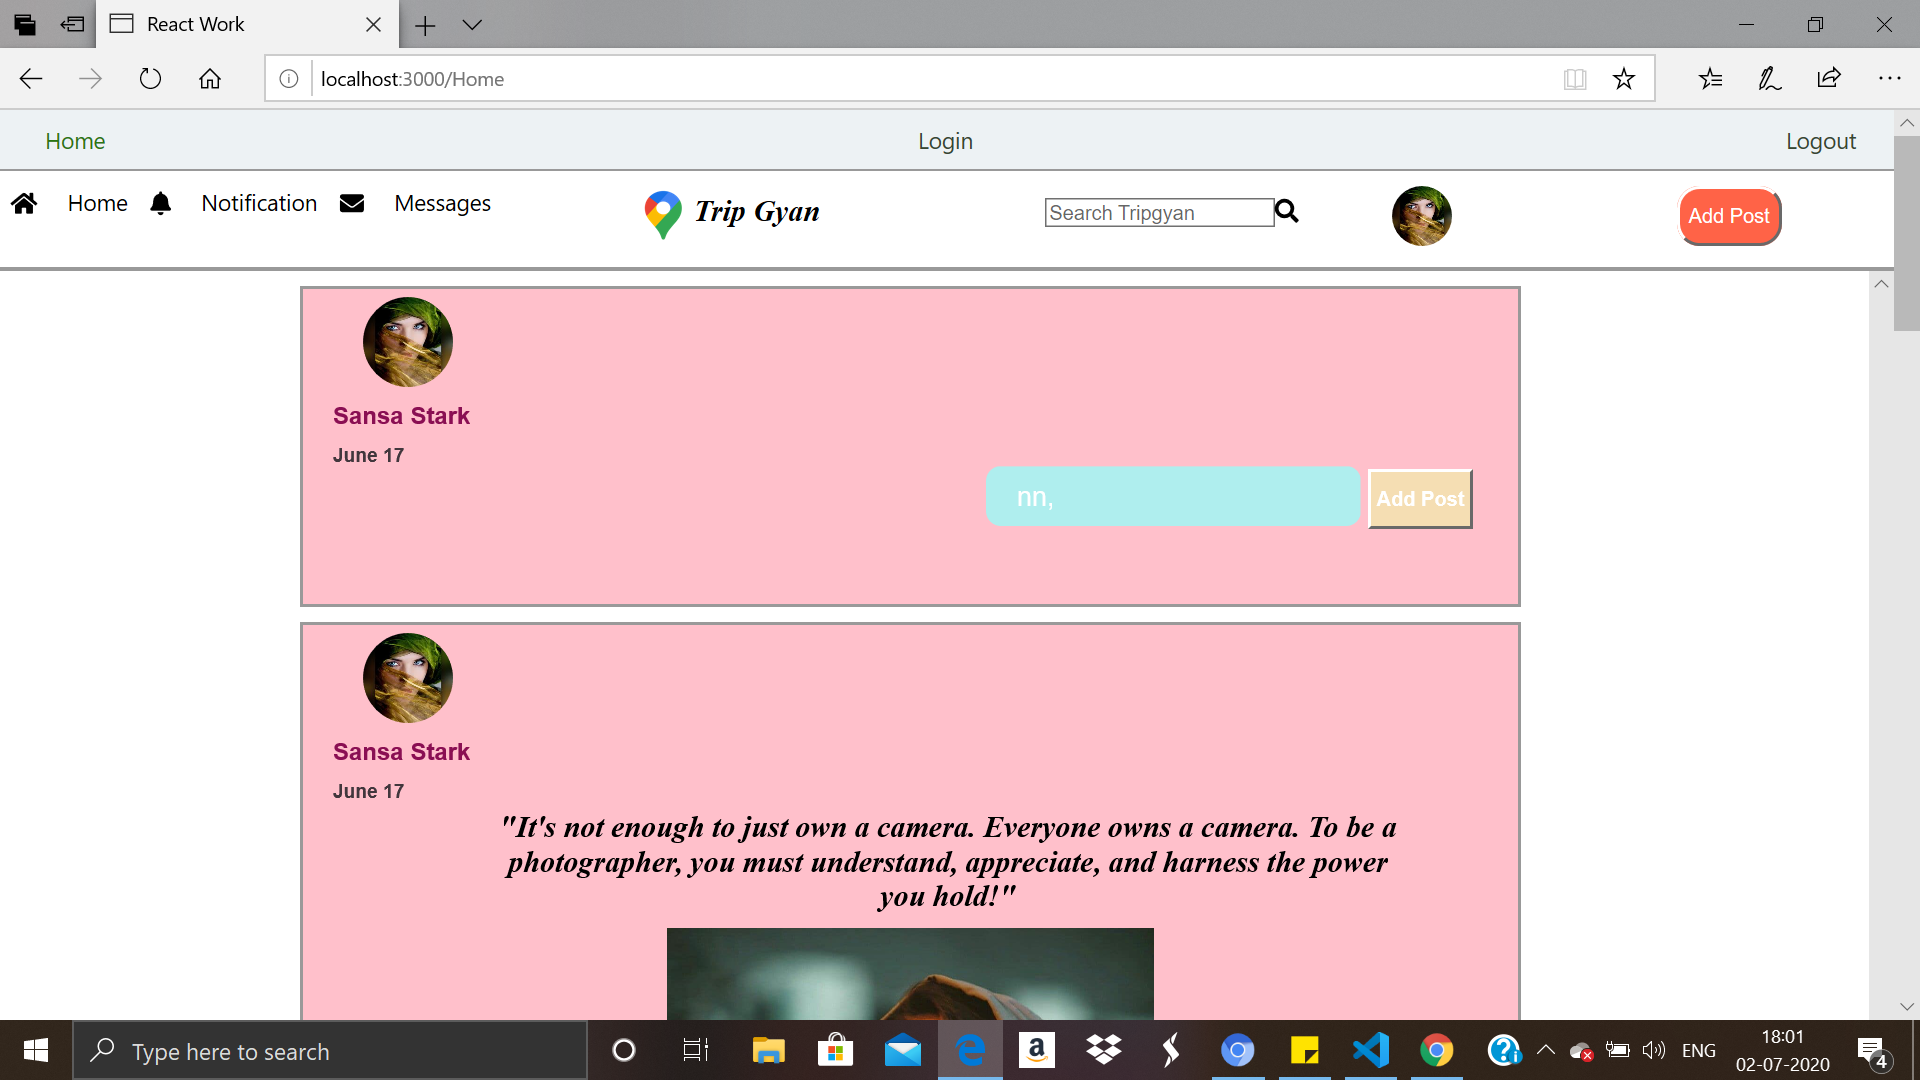 React Work
localhost:3000/Home
Home Login Logout
Home Notification Messages Trip Gyan Search Tripgyan Add Post
Sansa Stark
June 17
nn, Add Post
Sansa Stark
June 17
"It's not enough to just own a camera. Everyone owns a camera. To be a
photographer, you must understand, appreciate, and harness the power
you hold!"
Type here to search
a
ENG
18:01
02-07-2020
4